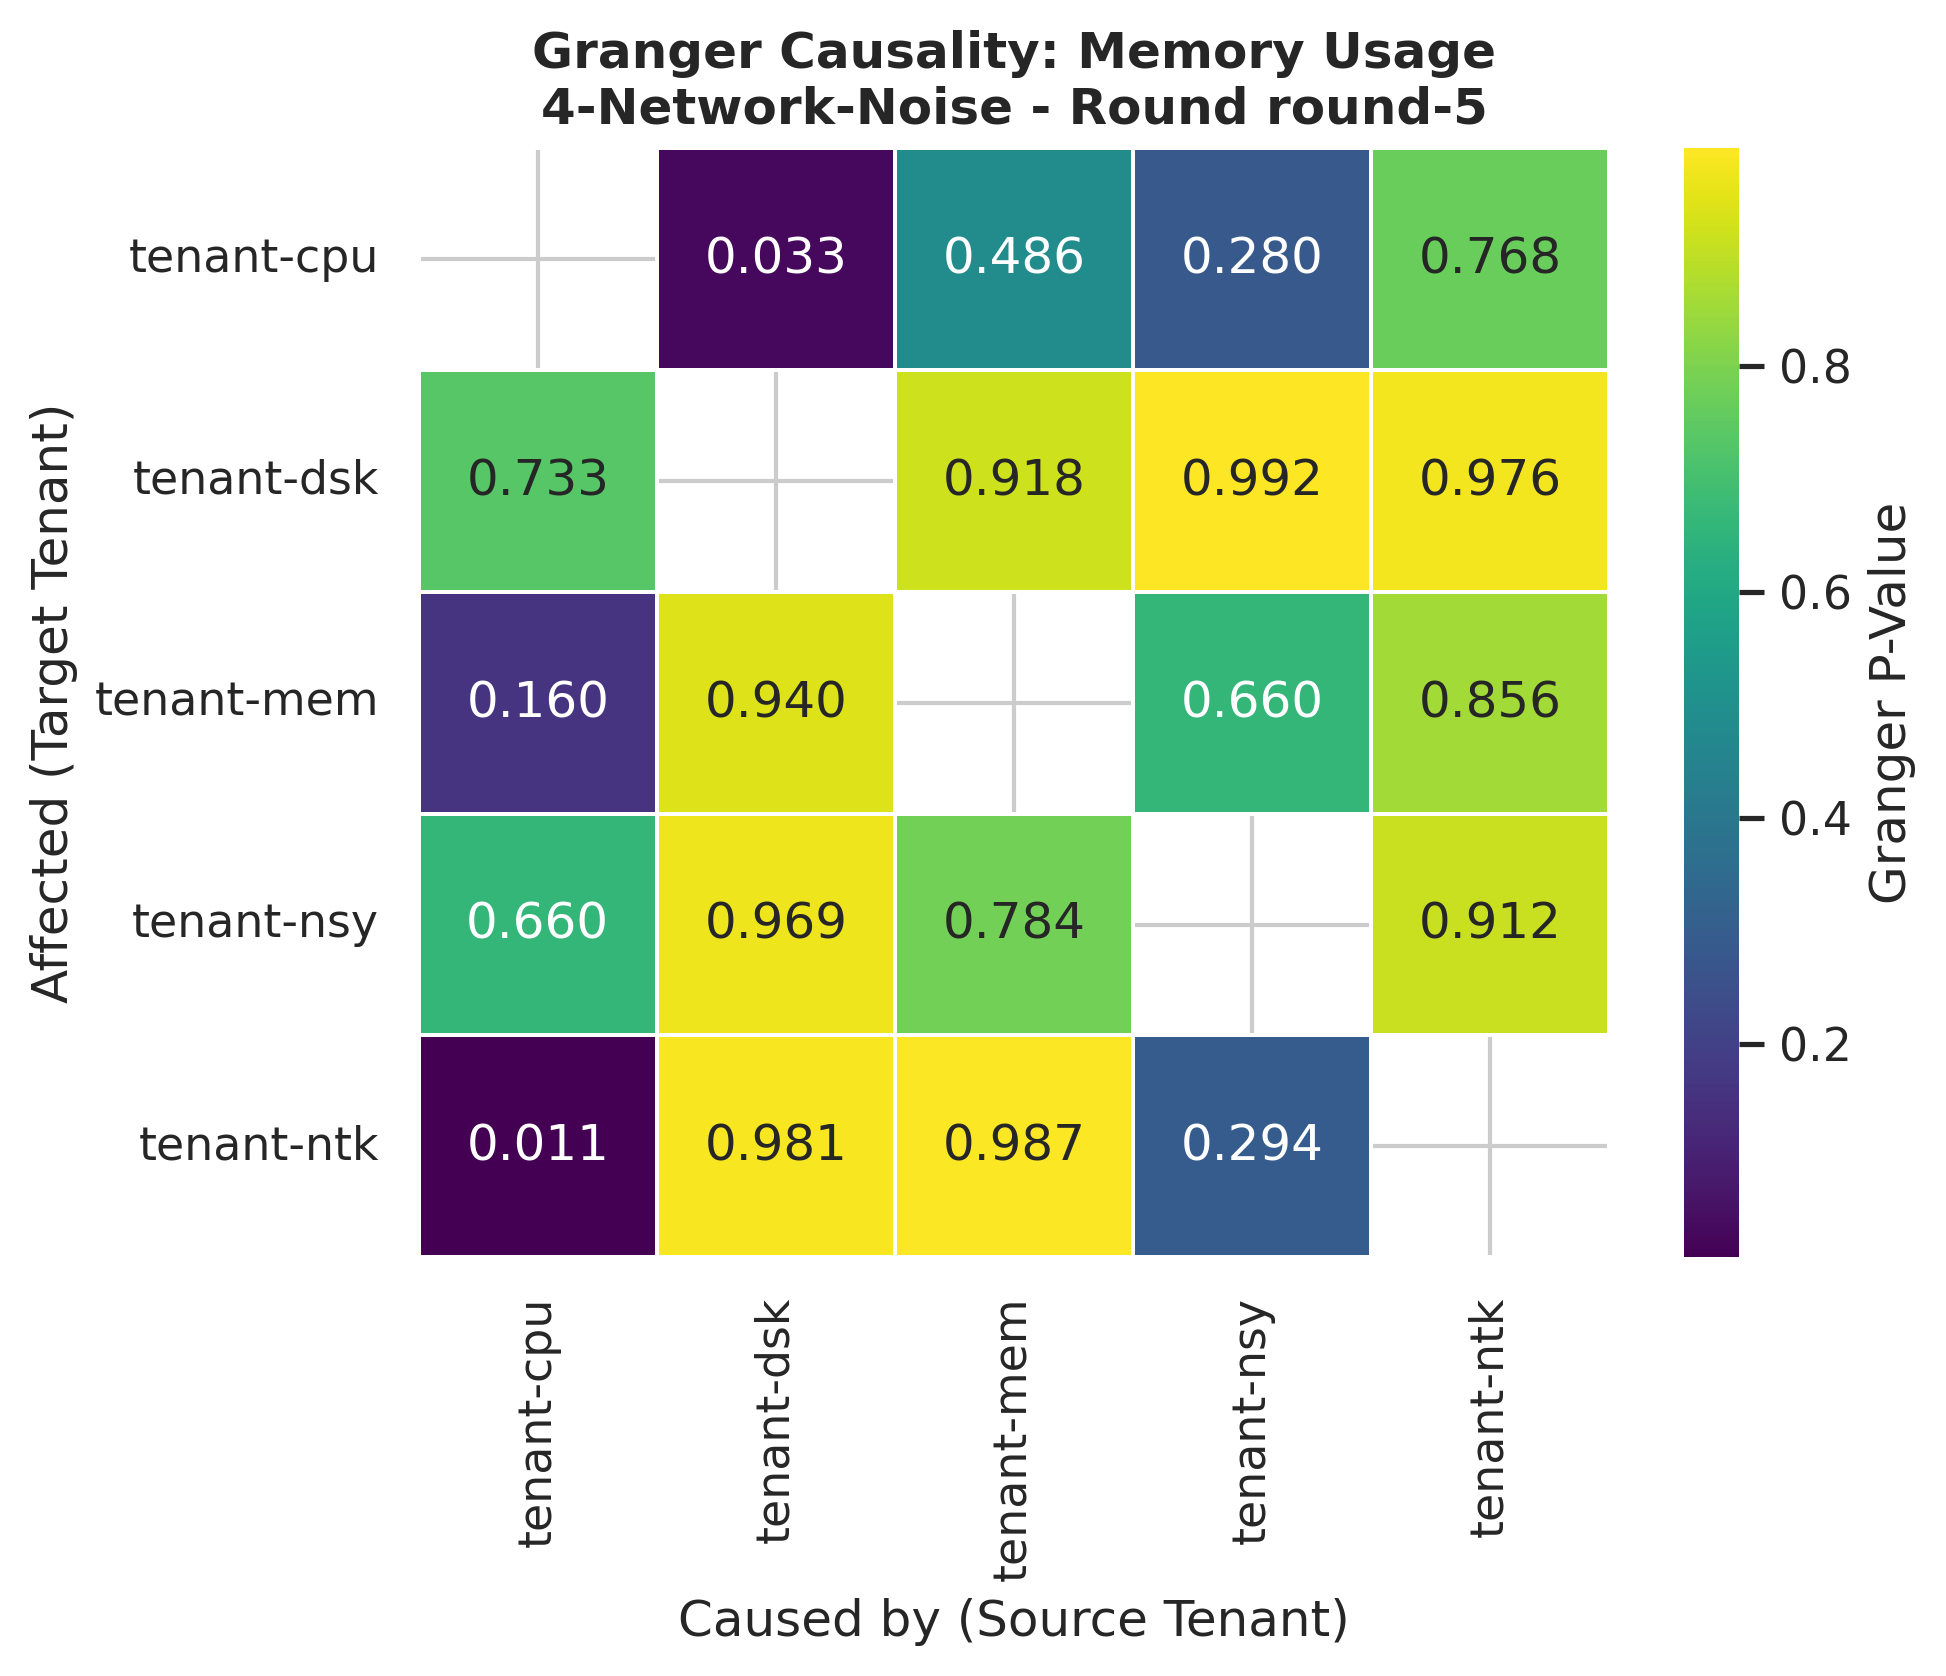 Granger Causality: Memory Usage
4-Network-Noise - Round round-5
Affected (Target Tenant)
tenant-cpu
0.033 0.486 0.280 0.768
tenant-dsk
0.733 0.918 0.992 0.976
tenant-mem
0.160 0.940 0.660 0.856
tenant-nsy
0.660 0.969 0.784 0.912
tenant-ntk
0.011 0.981 0.987 0.294
tenant-cpu
tenant-dsk
tenant-mem
tenant-nsy
tenant-ntk
Caused by (Source Tenant)
0.8
0.6
0.4
0.2
Granger P-Value